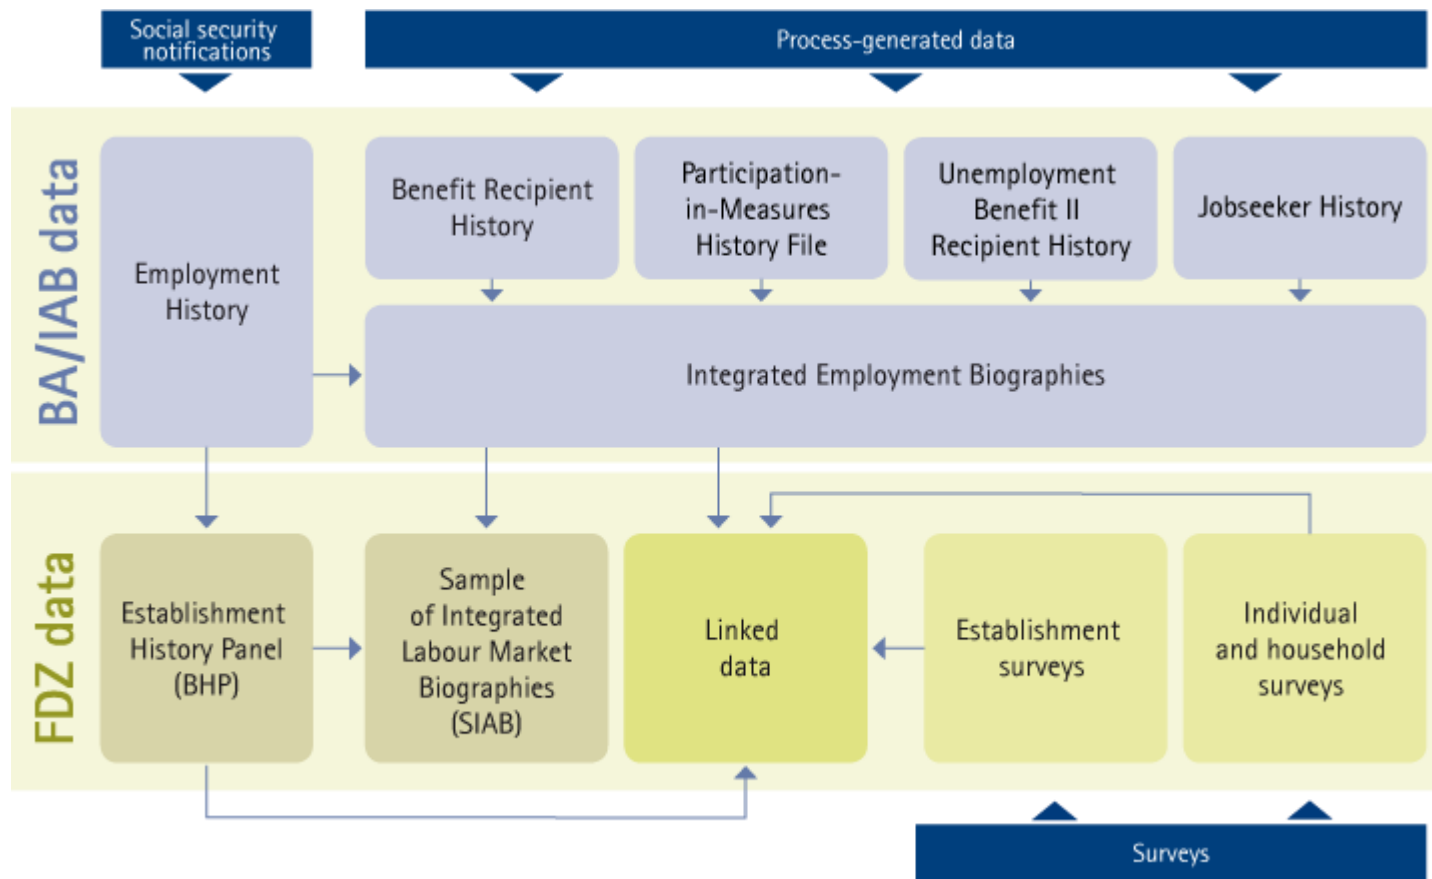 Social security
notifications
Process-generated data
BA/IAB data
Employment
History
Benefit Recipient
History
Participation-
in-Measures
History File
Unemployment
Benefit II
Recipient History
Jobseeker History
Integrated Employment Biographies
FDZ data
Establishment
History Panel
(BHP)
Sample
of Integrated
Labour Market
Biographies
(SIAB)
Linked
data
Establishment
surveys
Individual
and household
surveys
Surveys